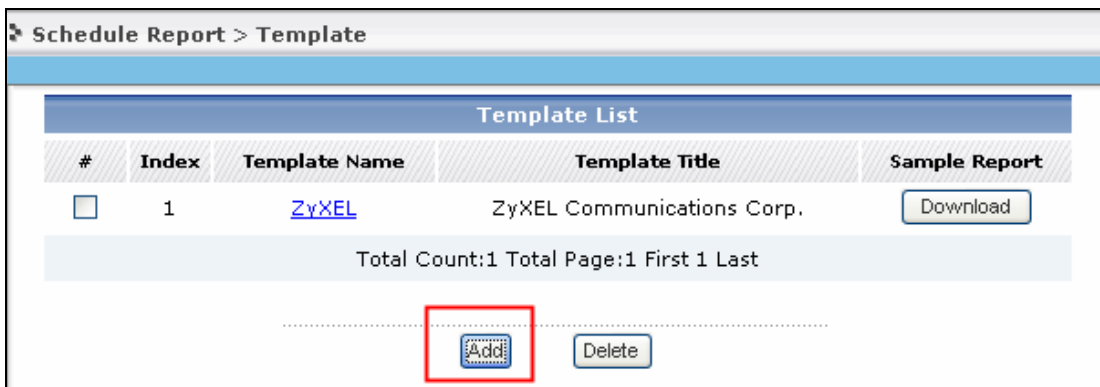 Schedule Report > Template
Template List
# Index Template Name Template Title Sample Report
1 ZyXEL ZyXEL Communications Corp. Download
Total Count:1 Total Page:1 First 1 Last
Add Delete